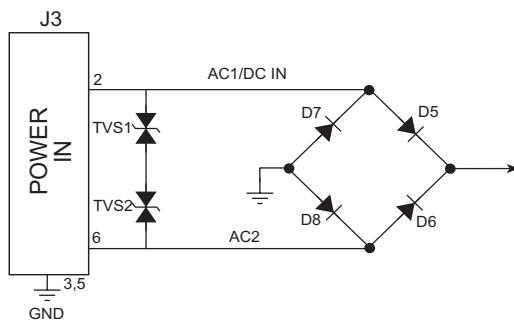 J3
POWER
IN
2
AC1/DC IN
TVS1
D7
D5
TVS2
D8
D6
6
AC2
3,5
GND